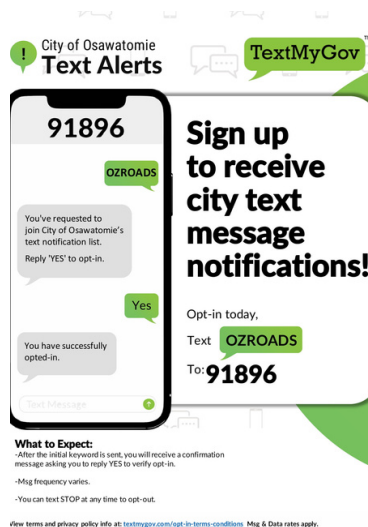 !
City of Osawatomie
Text Alerts
TextMyGov
91896
OZROADS
You've requested to
join City of Osawatomie's
text notification list.
Reply 'YES' to opt-in.
Yes
You have successfully
opted-in.
Text Message
Sign up
to receive
city text
message
notifications!
Opt-in today,
Text OZROADS
To: 91896
What to Expect:
-After the initial keyword is sent, you will receive a confirmation
message asking you to reply YES to verify opt-in.
-Msg frequency varies.
-You can text STOP at any time to opt-out.
View terms and privacy policy info at: textmygov.com/opt-in-terms-conditions Msg & Data rates apply.